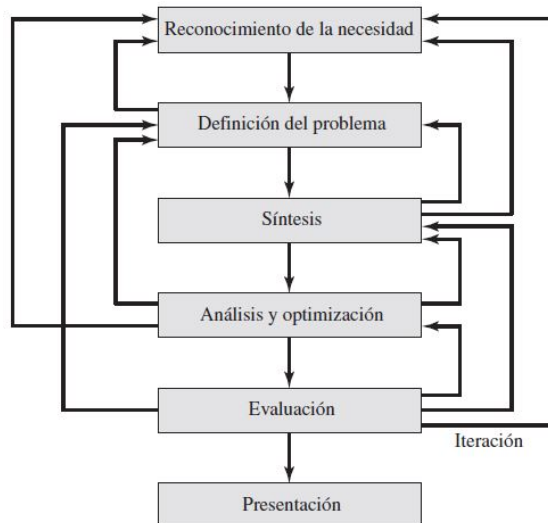 Reconocimiento de la necesidad
Definición del problema
Síntesis
Análisis y optimización
Evaluación
Iteración
Presentación